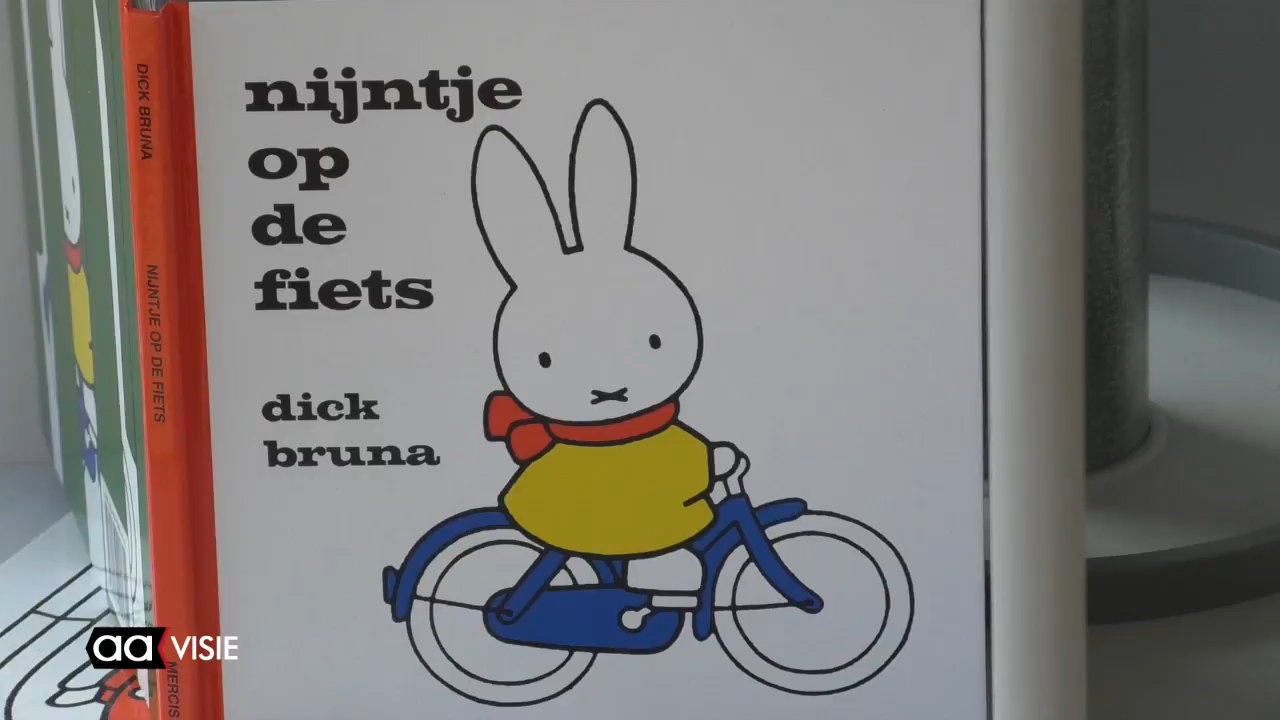 nijntje
op
de
fiets
dick
bruna
DICK BRUNA
NIJNTJE OP DE FIETS
MERCIS
aa VISIE